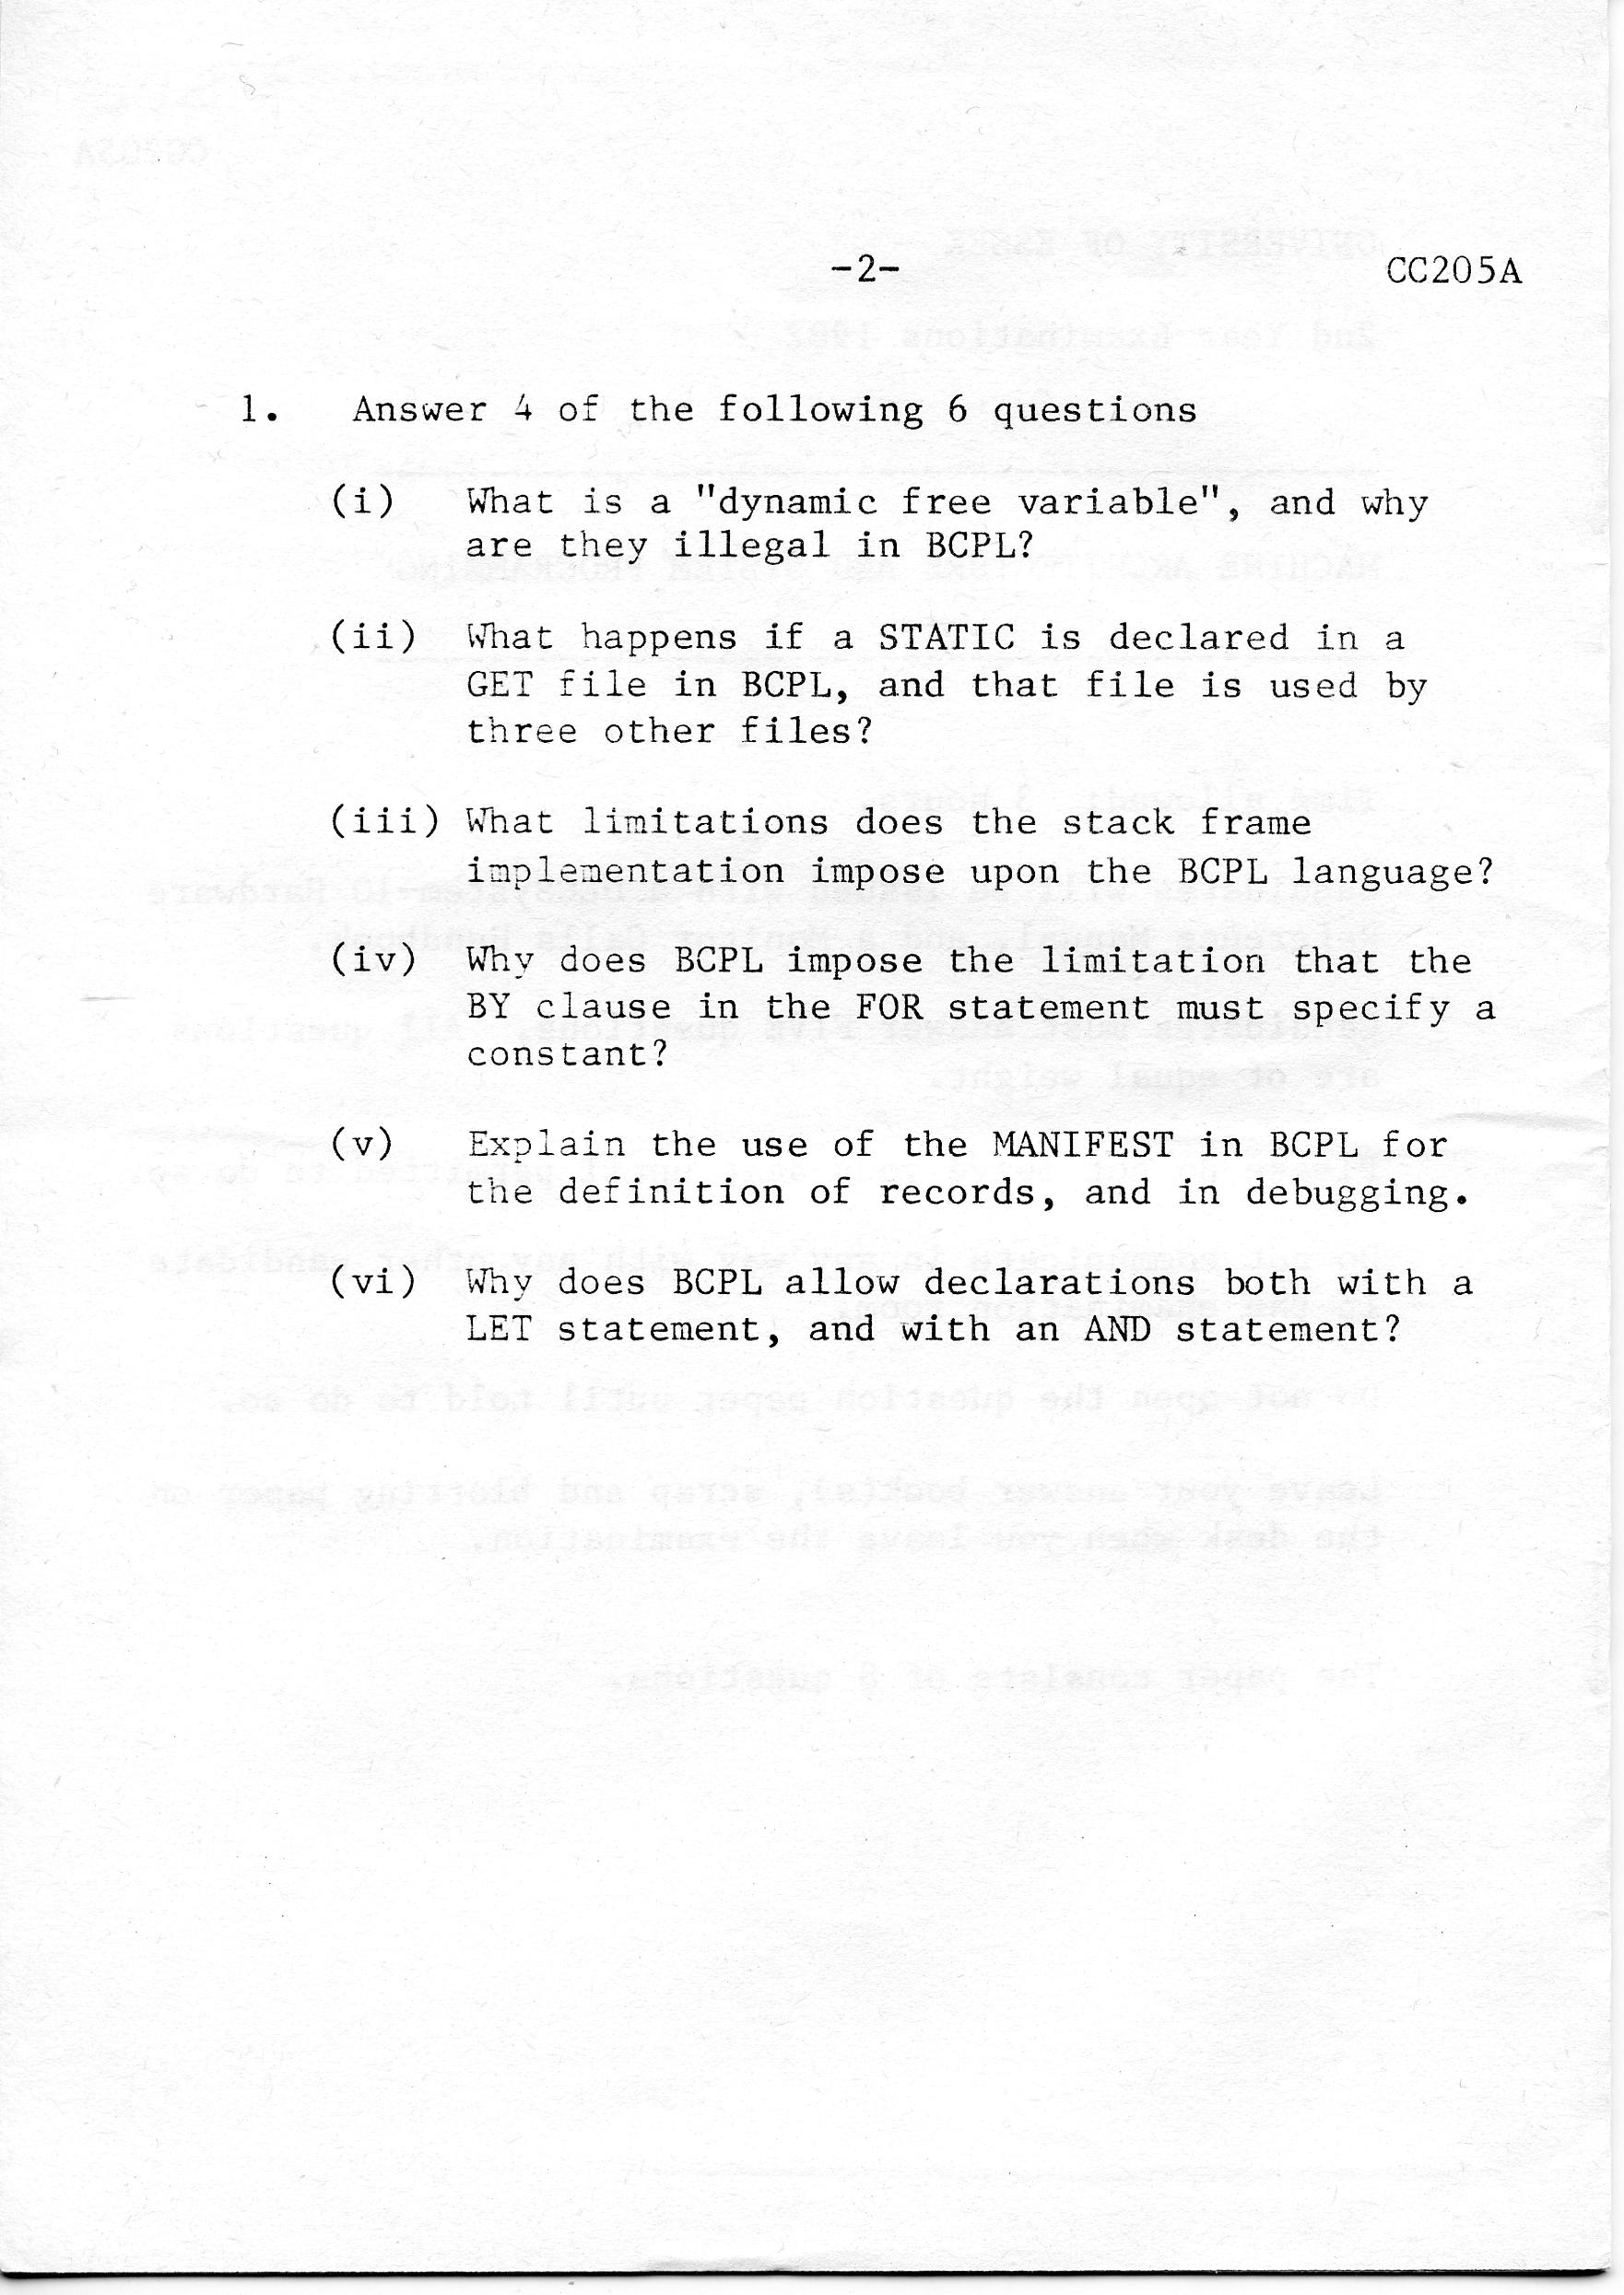 -2- CC205A
1. Answer 4 of the following 6 questions
(i) What is a "dynamic free variable", and why
are they illegal in BCPL?
(ii) What happens if a STATIC is declared in a
GET file in BCPL, and that file is used by
three other files?
(iii) What limitations does the stack frame
implementation impose upon the BCPL language?
(iv) Why does BCPL impose the limitation that the
BY clause in the FOR statement must specify a
constant?
(v) Explain the use of the MANIFEST in BCPL for
the definition of records, and in debugging.
(vi) Why does BCPL allow declarations both with a
LET statement, and with an AND statement?